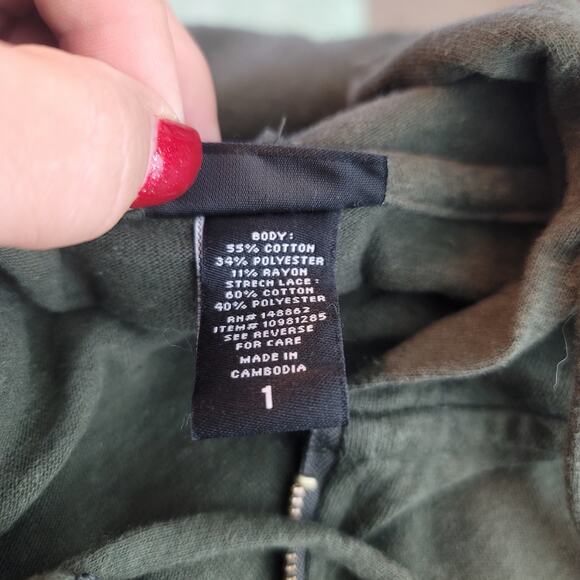 BODY:
55% COTTON
34% POLYESTER
11% RAYON
STRECH LACE:
60% COTTON
40% POLYESTER
RN# 148862
ITEM# 10981285
SEE REVERSE
FOR CARE
MADE IN
CAMBODIA
1